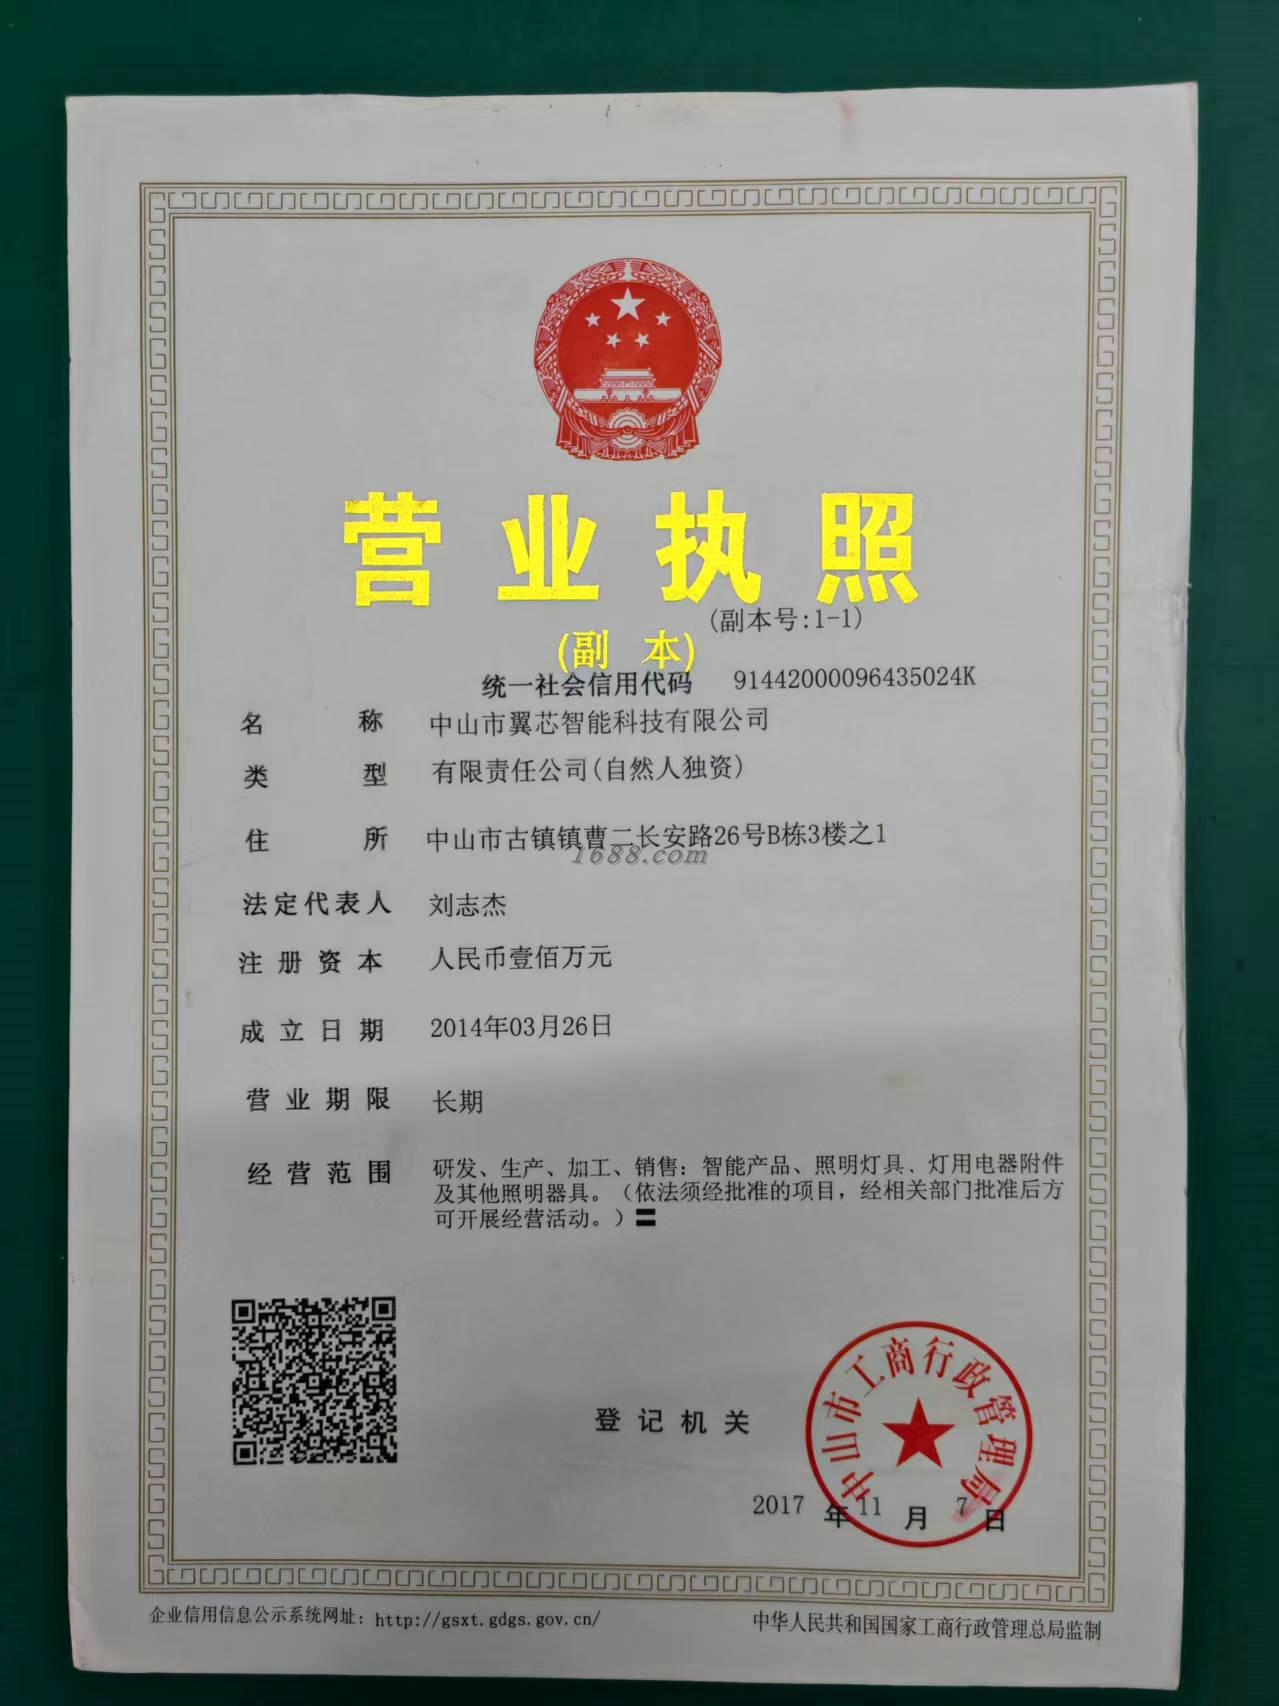 营业执照
(副本号:1-1)
(副 本)
统一社会信用代码 91442000096435024K
名称 中山市翼芯智能科技有限公司
类型 有限责任公司(自然人独资)
住所 中山市古镇镇曹二长安路26号B栋3楼之1
1688.com
法定代表人 刘志杰
注册资本 人民币壹佰万元
成立日期 2014年03月26日
营业期限 长期
经营范围 研发、生产、加工、销售：智能产品、照明灯具、灯用电器附件
及其他照明器具。（依法须经批准的项目，经相关部门批准后方
可开展经营活动。）〓
登记机关
中山市工商行政管理局
2017年11月7日
企业信用信息公示系统网址：http://gsxt.gdgs.gov.cn/
中华人民共和国国家工商行政管理总局监制